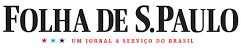 FOLHA DE S.PAULO
UM JORNAL A SERVIÇO DO BRASIL